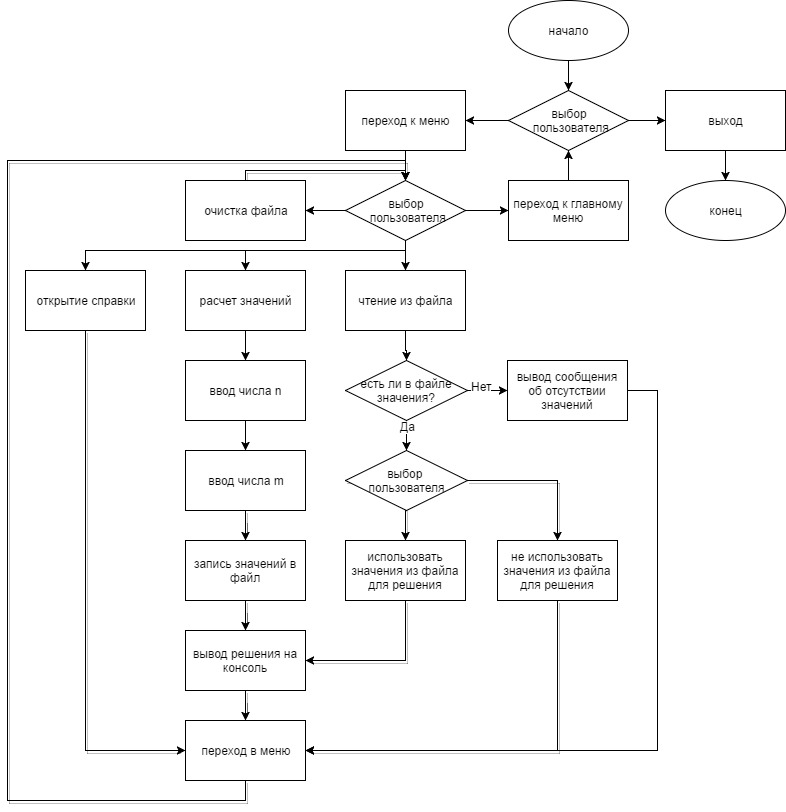 начало
переход к меню
выбор
пользователя
выход
очистка файла
выбор
пользователя
переход к главному
меню
конец
открытие справки
расчет значений
чтение из файла
ввод числа n
есть ли в файле
значения?
Нет
вывод сообщения
об отсутствии
значений
Да
ввод числа m
выбор
пользователя
запись значений в
файл
использовать
значения из файла
для решения
не использовать
значения из файла
для решения
вывод решения на
консоль
переход в меню